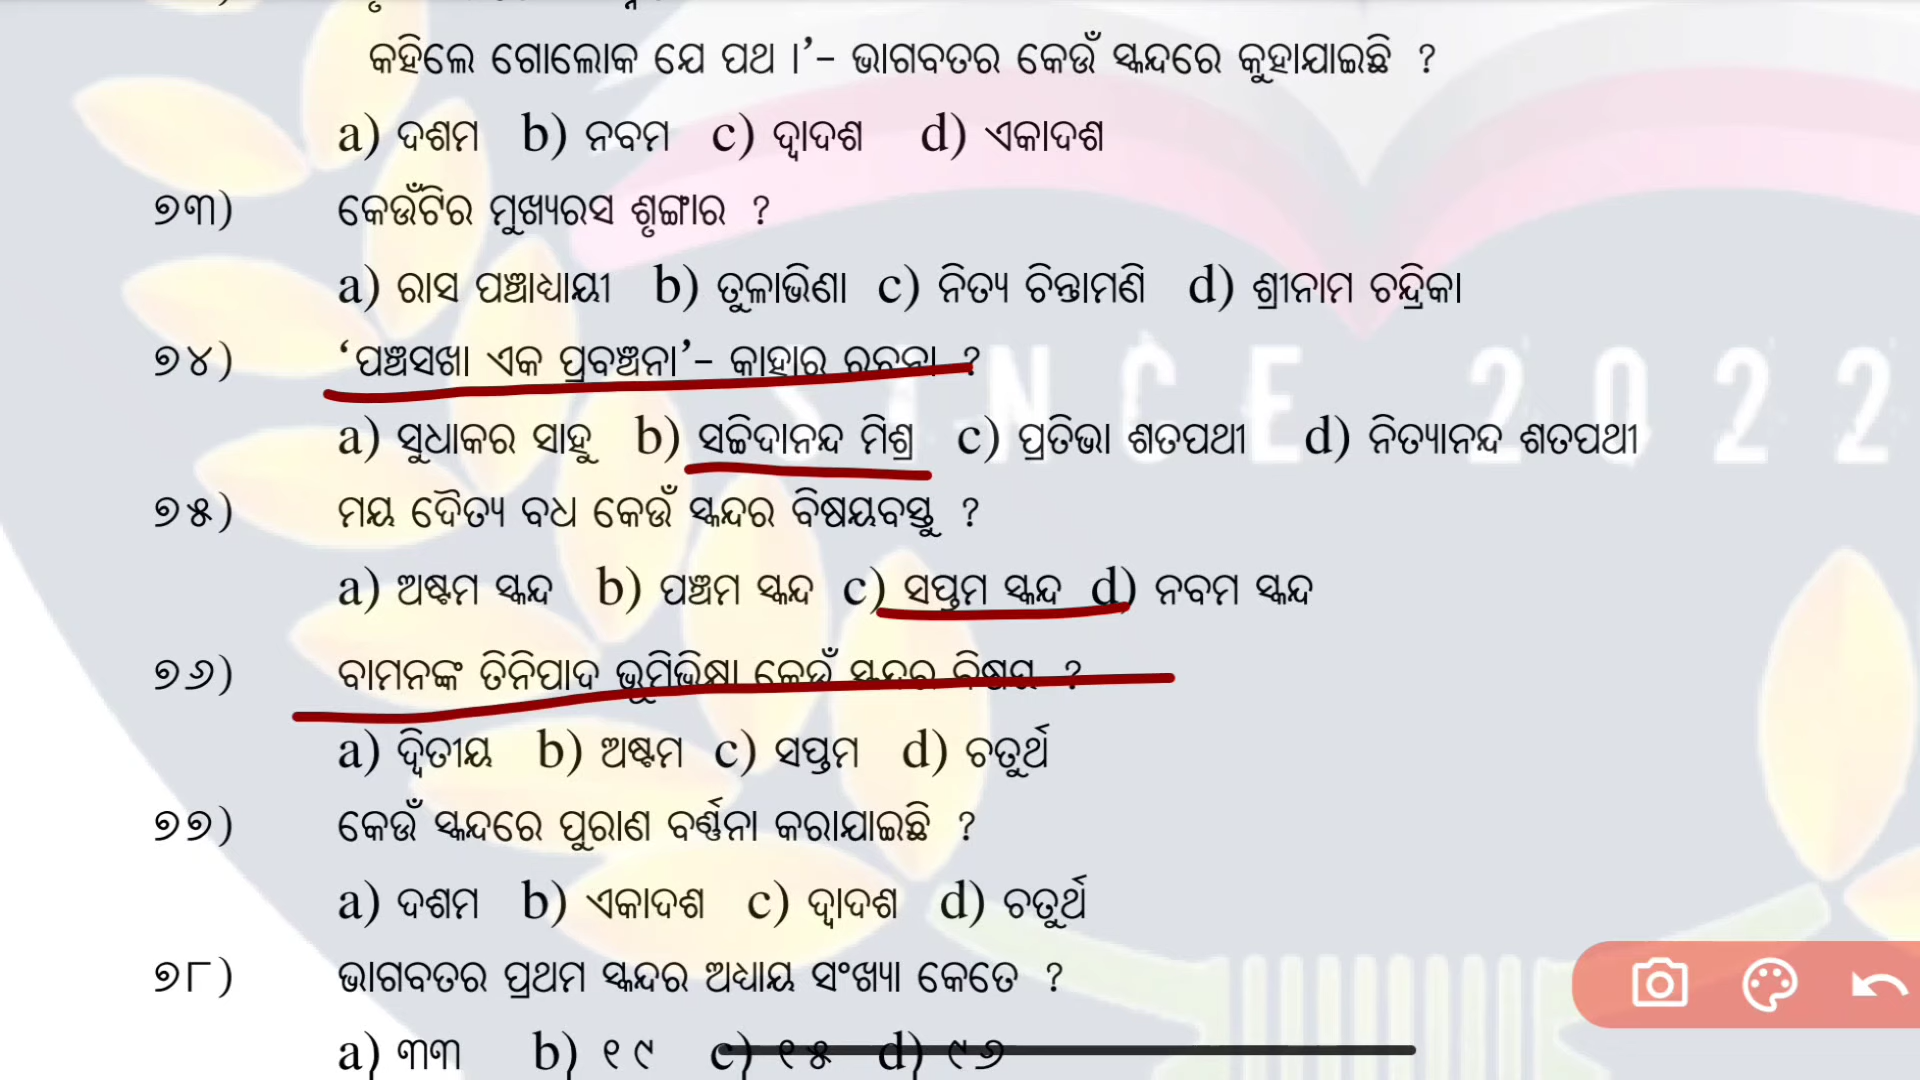 କହିଲେ ଗୋଲୋକ ଯେ ପଥ ।’– ଭାଗବତର କେଉଁ ସ୍କନ୍ଦରେ କୁହାଯାଇଛି ?
a) ଦଶମ b) ନବମ c) ଦ୍ୱାଦଶ d) ଏକାଦଶ
୭୩) କେଉଁଟିର ମୁଖ୍ୟରସ ଶୃଙ୍ଗାର ?
a) ରାସ ପଞ୍ଚାଧ୍ୟାୟୀ b) ତୁଳାଭିଣା c) ନିତ୍ୟ ଚିନ୍ତାମଣି d) ଶ୍ରୀନାମ ଚନ୍ଦ୍ରିକା
୭୪) ‘ପଞ୍ଚସଖା ଏକ ପ୍ରବଞ୍ଚନା’– କାହାର ରଚନା ?
a) ସୁଧାକର ସାହୁ b) ସଚ୍ଚିଦାନନ୍ଦ ମିଶ୍ର c) ପ୍ରତିଭା ଶତପଥୀ d) ନିତ୍ୟାନନ୍ଦ ଶତପଥୀ
୭୫) ମୟ ଦୈତ୍ୟ ବଧ କେଉଁ ସ୍କନ୍ଦର ବିଷୟବସ୍ତୁ ?
a) ଅଷ୍ଟମ ସ୍କନ୍ଦ b) ପଞ୍ଚମ ସ୍କନ୍ଦ c) ସପ୍ତମ ସ୍କନ୍ଦ d) ନବମ ସ୍କନ୍ଦ
୭୬) ବାମନଙ୍କ ତିନିପାଦ ଭୂମିଭିକ୍ଷା କେଉଁ ସ୍କନ୍ଦର ବିଷୟ ?
a) ଦ୍ୱିତୀୟ b) ଅଷ୍ଟମ c) ସପ୍ତମ d) ଚତୁର୍ଥ
୭୭) କେଉଁ ସ୍କନ୍ଦରେ ପୁରାଣ ବର୍ଣ୍ଣନା କରାଯାଇଛି ?
a) ଦଶମ b) ଏକାଦଶ c) ଦ୍ୱାଦଶ d) ଚତୁର୍ଥ
୭୮) ଭାଗବତର ପ୍ରଥମ ସ୍କନ୍ଦର ଅଧ୍ୟାୟ ସଂଖ୍ୟା କେତେ ?
a) ୩୩ b) ୧୯ c) ୧୫ d) ୯୬
SINCE 2022